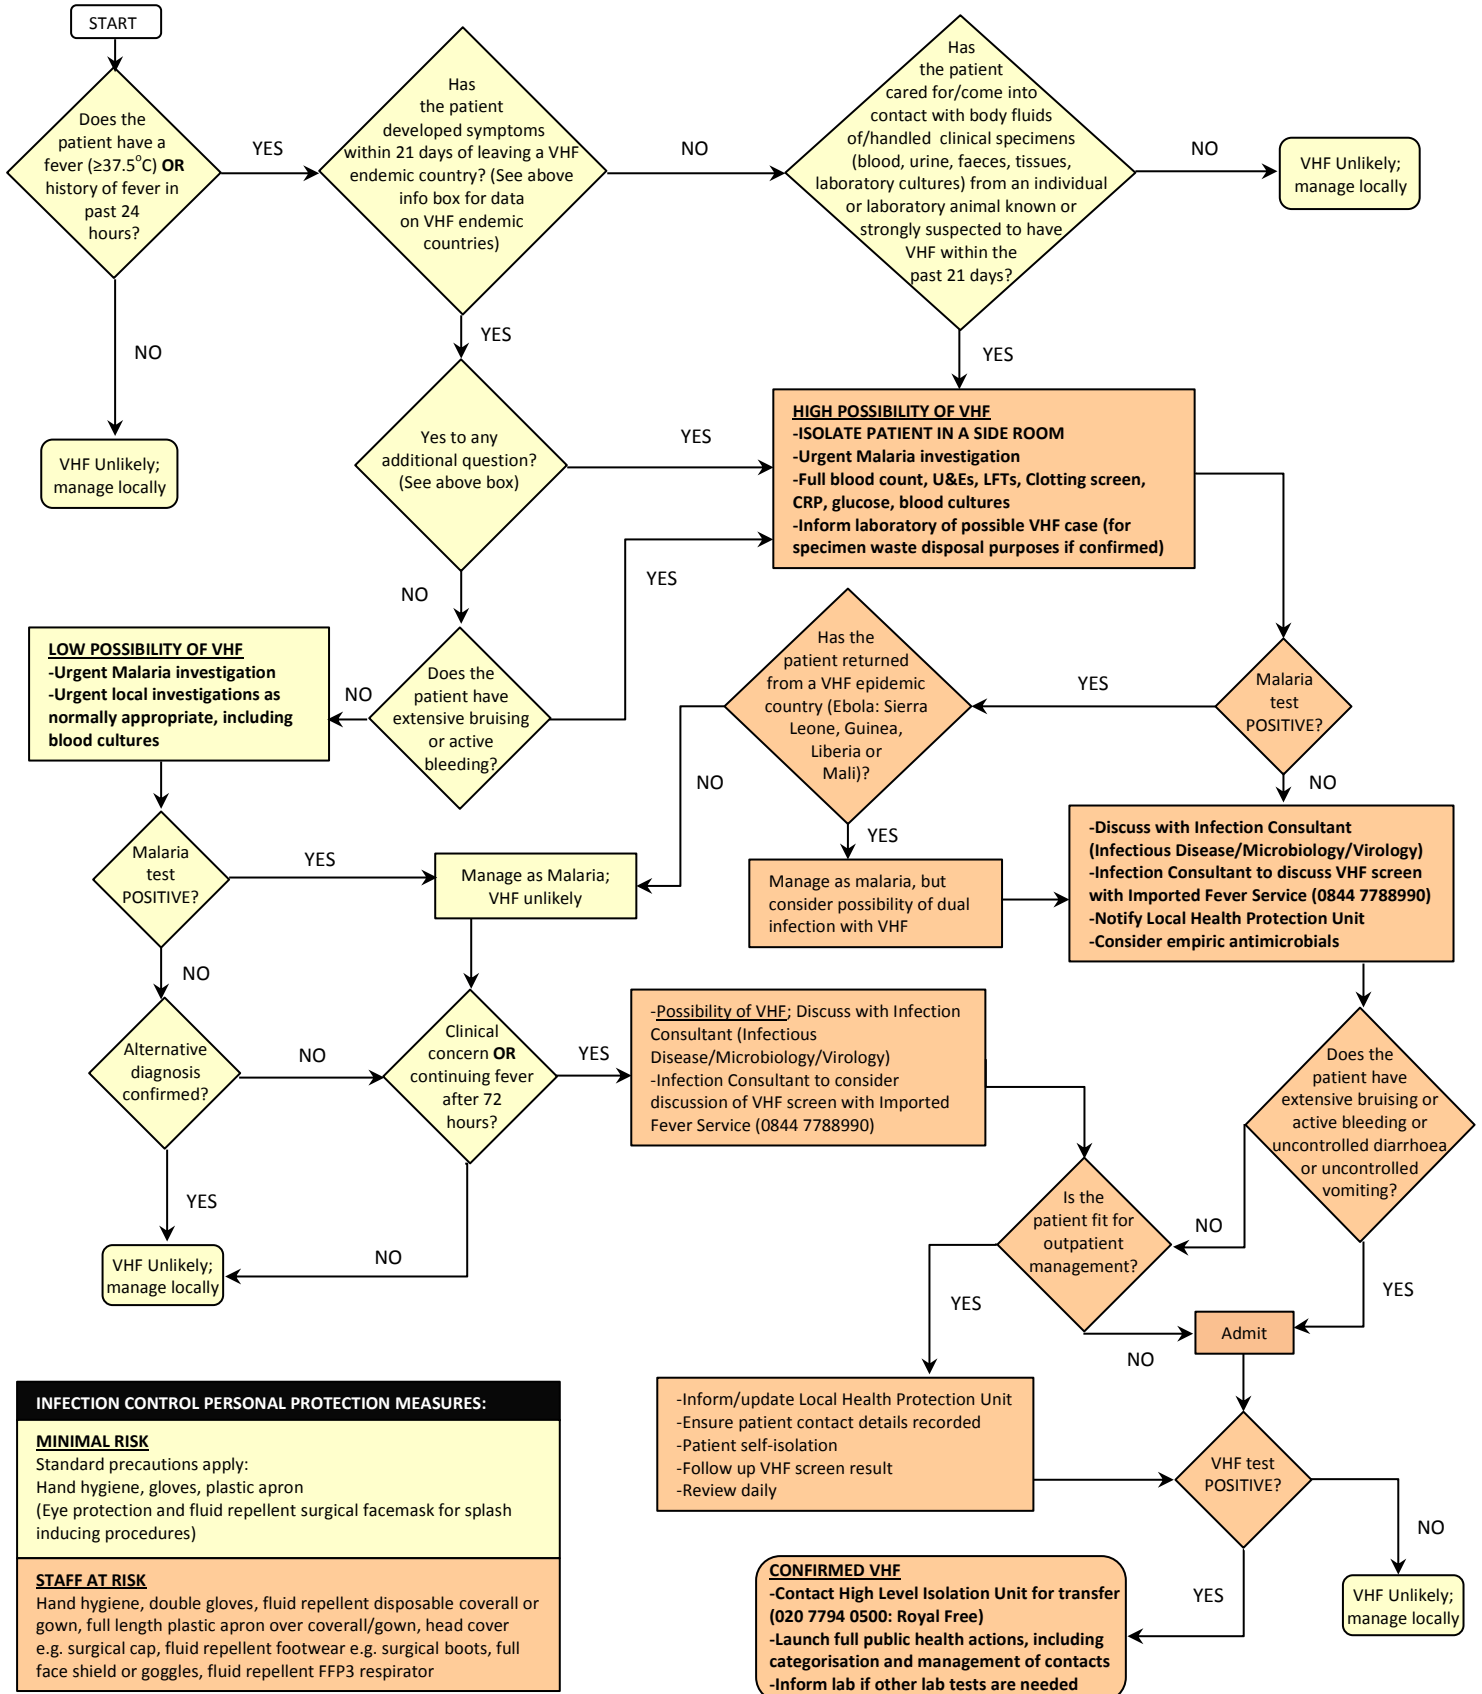 START
Does the
patient have a
fever (≥37.5°C) OR
history of fever in
past 24
hours?
YES
NO
VHF Unlikely;
manage locally
Has
the patient
developed symptoms
within 21 days of leaving a VHF
endemic country? (See above
info box for data
on VHF endemic
countries)
NO
YES
Has
the patient
cared for/come into
contact with body fluids
of/handled clinical specimens
(blood, urine, faeces, tissues,
laboratory cultures) from an individual
or laboratory animal known or
strongly suspected to have
VHF within the
past 21 days?
NO
VHF Unlikely;
manage locally
YES
Yes to any
additional question?
(See above box)
YES
NO
HIGH POSSIBILITY OF VHF
-ISOLATE PATIENT IN A SIDE ROOM
-Urgent Malaria investigation
-Full blood count, U&Es, LFTs, Clotting screen,
CRP, glucose, blood cultures
-Inform laboratory of possible VHF case (for
specimen waste disposal purposes if confirmed)
YES
Does the
patient have
extensive bruising
or active
bleeding?
NO
LOW POSSIBILITY OF VHF
-Urgent Malaria investigation
-Urgent local investigations as
normally appropriate, including
blood cultures
Has the
patient returned
from a VHF epidemic
country (Ebola: Sierra
Leone, Guinea,
Liberia or
Mali)?
YES
Malaria
test
POSITIVE?
NO
NO
YES
Malaria
test
POSITIVE?
YES
Manage as Malaria;
VHF unlikely
Manage as malaria, but
consider possibility of dual
infection with VHF
-Discuss with Infection Consultant
(Infectious Disease/Microbiology/Virology)
-Infection Consultant to discuss VHF screen
with Imported Fever Service (0844 7788990)
-Notify Local Health Protection Unit
-Consider empiric antimicrobials
NO
Alternative
diagnosis
confirmed?
NO
Clinical
concern OR
continuing fever
after 72
hours?
YES
-Possibility of VHF; Discuss with Infection
Consultant (Infectious
Disease/Microbiology/Virology)
-Infection Consultant to consider
discussion of VHF screen with Imported
Fever Service (0844 7788990)
Does the
patient have
extensive bruising or
active bleeding or
uncontrolled diarrhoea
or uncontrolled
vomiting?
YES
NO
VHF Unlikely;
manage locally
Is the
patient fit for
outpatient
management?
NO
YES
YES
NO
Admit
-Inform/update Local Health Protection Unit
-Ensure patient contact details recorded
-Patient self-isolation
-Follow up VHF screen result
-Review daily
VHF test
POSITIVE?
NO
YES
VHF Unlikely;
manage locally
CONFIRMED VHF
-Contact High Level Isolation Unit for transfer
(020 7794 0500: Royal Free)
-Launch full public health actions, including
categorisation and management of contacts
-Inform lab if other lab tests are needed
INFECTION CONTROL PERSONAL PROTECTION MEASURES:
MINIMAL RISK
Standard precautions apply:
Hand hygiene, gloves, plastic apron
(Eye protection and fluid repellent surgical facemask for splash
inducing procedures)
STAFF AT RISK
Hand hygiene, double gloves, fluid repellent disposable coverall or
gown, full length plastic apron over coverall/gown, head cover
e.g. surgical cap, fluid repellent footwear e.g. surgical boots, full
face shield or goggles, fluid repellent FFP3 respirator